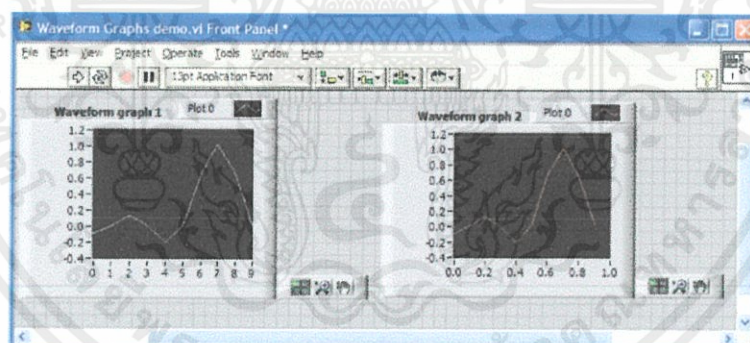 Waveform Graphs demo.vi Front Panel *
File Edit View Project Operate Tools Window Help
13pt Application Font
Waveform graph 1 Plot 0
1.2
1.0
0.8
0.6
0.4
0.2
0.0
-0.2
-0.4
0 1 2 3 4 5 6 7 8 9
Waveform graph 2 Plot 0
1.2
1.0
0.8
0.6
0.4
0.2
0.0
-0.2
-0.4
0.0 0.2 0.4 0.6 0.8 1.0